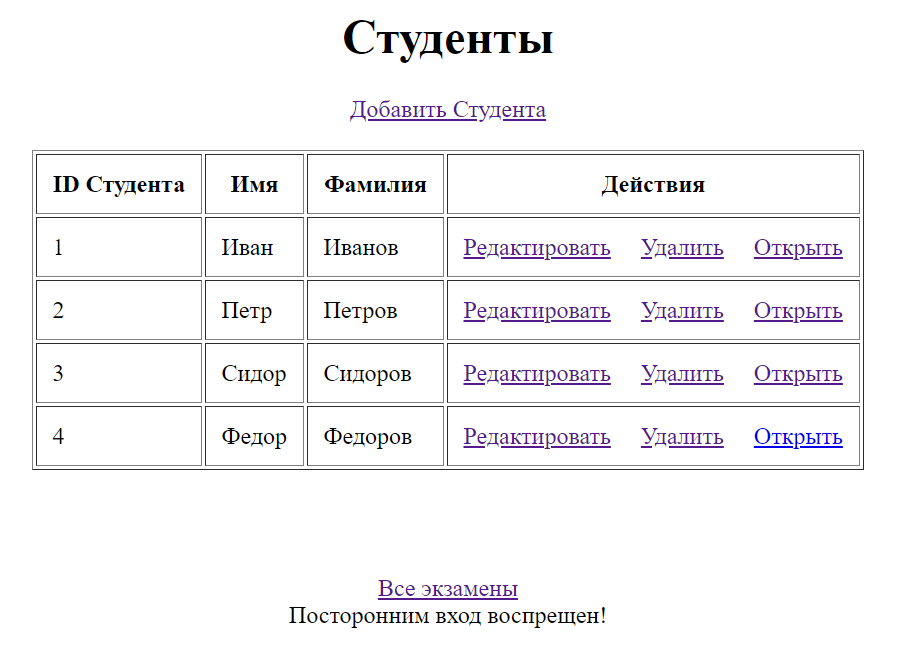 Студенты
Добавить Студента
ID Студента Имя Фамилия Действия
1 Иван Иванов Редактировать Удалить Открыть
2 Петр Петров Редактировать Удалить Открыть
3 Сидор Сидоров Редактировать Удалить Открыть
4 Федор Федоров Редактировать Удалить Открыть
Все экзамены
Посторонним вход воспрещен!